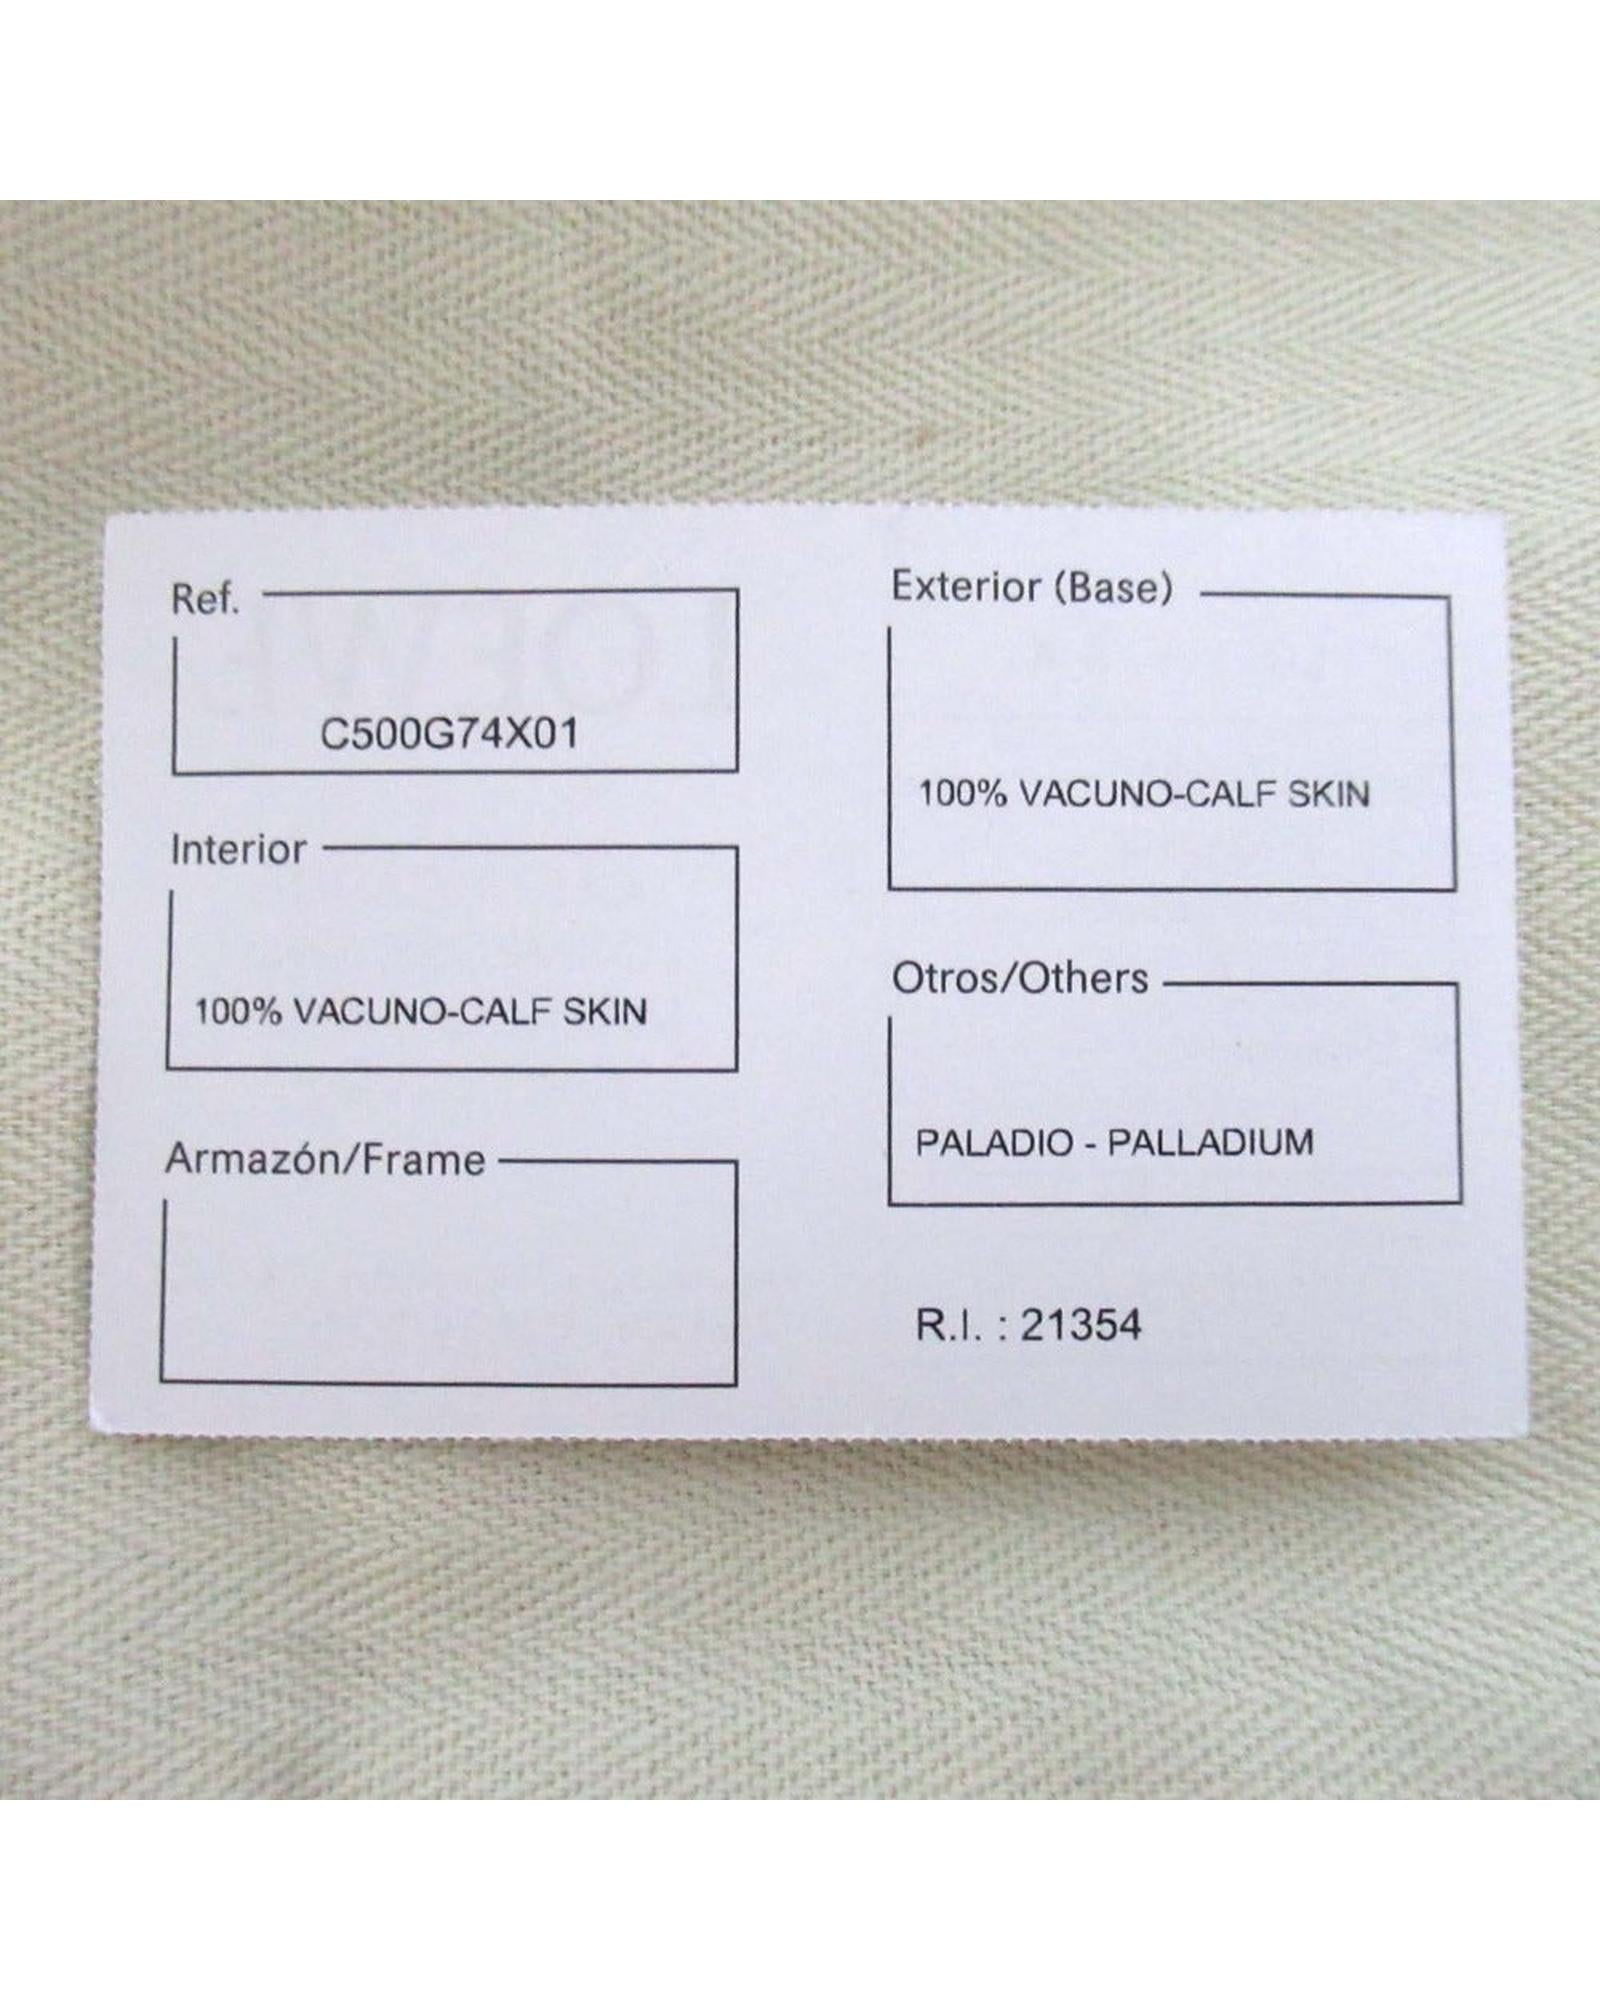 Ref.
C500G74X01
Interior
100% VACUNO-CALF SKIN
Armazón/Frame
Exterior (Base)
100% VACUNO-CALF SKIN
Otros/Others
PALADIO - PALLADIUM
R.I. : 21354
LOEWE